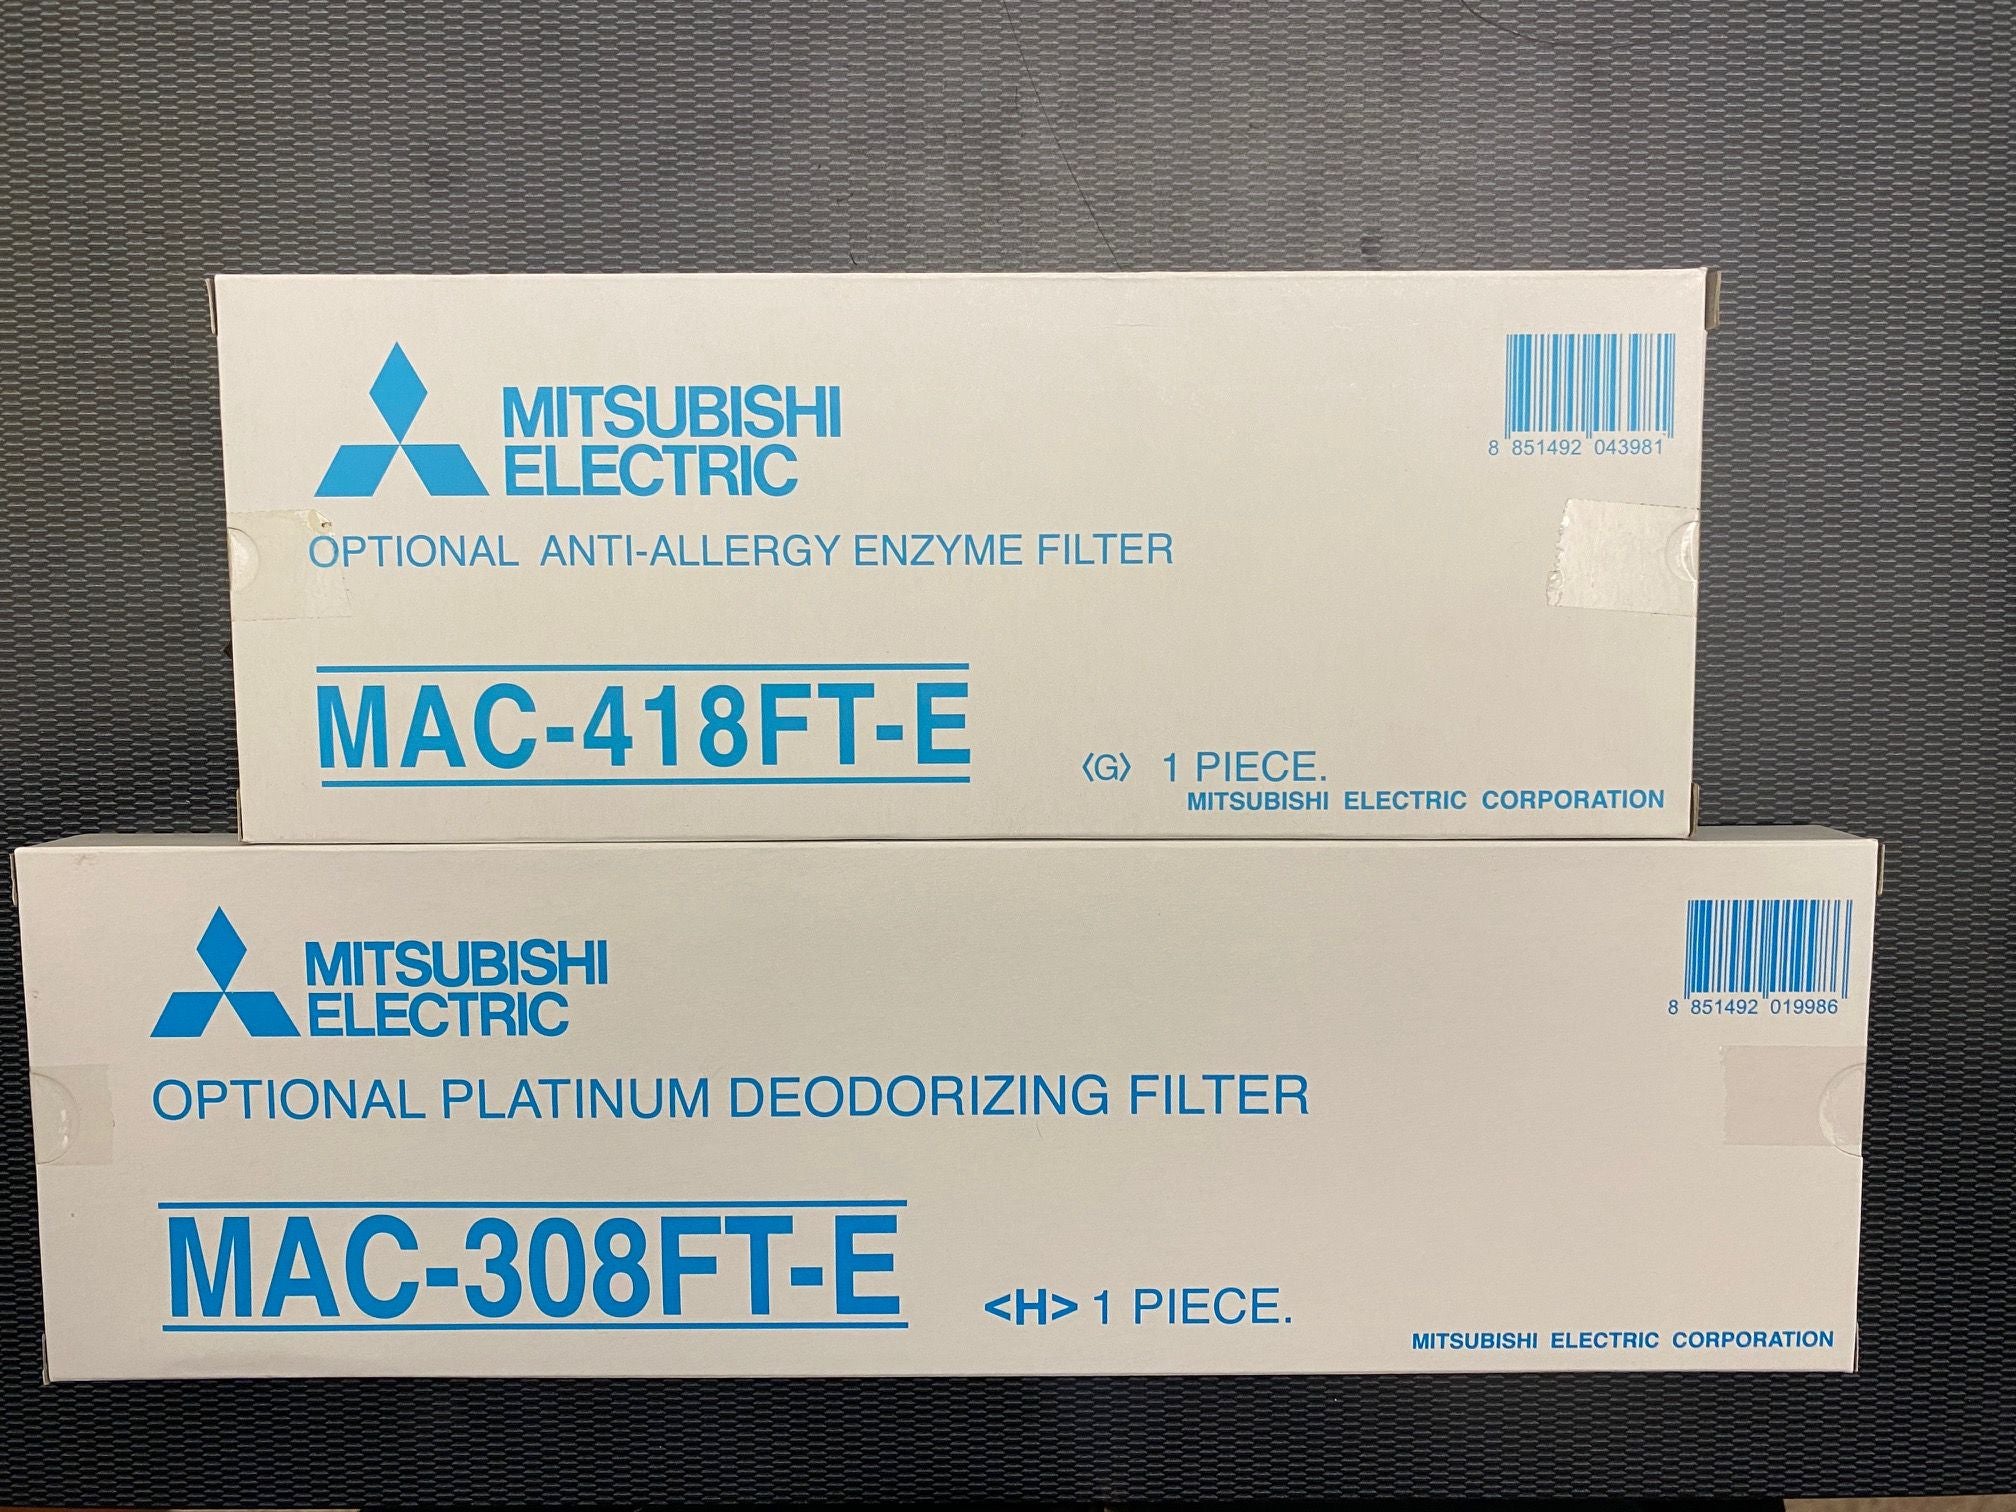 MITSUBISHI
ELECTRIC
8 851492 043981
OPTIONAL ANTI-ALLERGY ENZYME FILTER
MAC-418FT-E
〈G〉 1 PIECE.
MITSUBISHI ELECTRIC CORPORATION
MITSUBISHI
ELECTRIC
8 851492 019986
OPTIONAL PLATINUM DEODORIZING FILTER
MAC-308FT-E
<H> 1 PIECE.
MITSUBISHI ELECTRIC CORPORATION